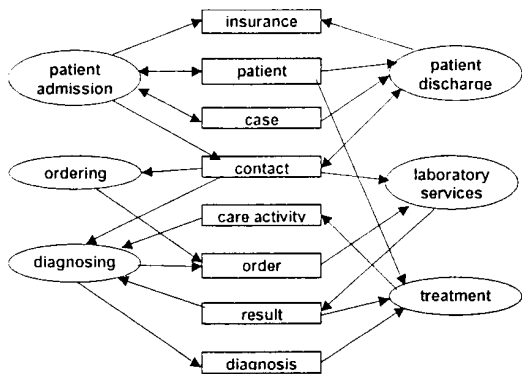 insurance
patient
admission
patient
patient
discharge
case
contact
ordering
laboratory
services
care activity
diagnosing
order
result
treatment
diagnosis